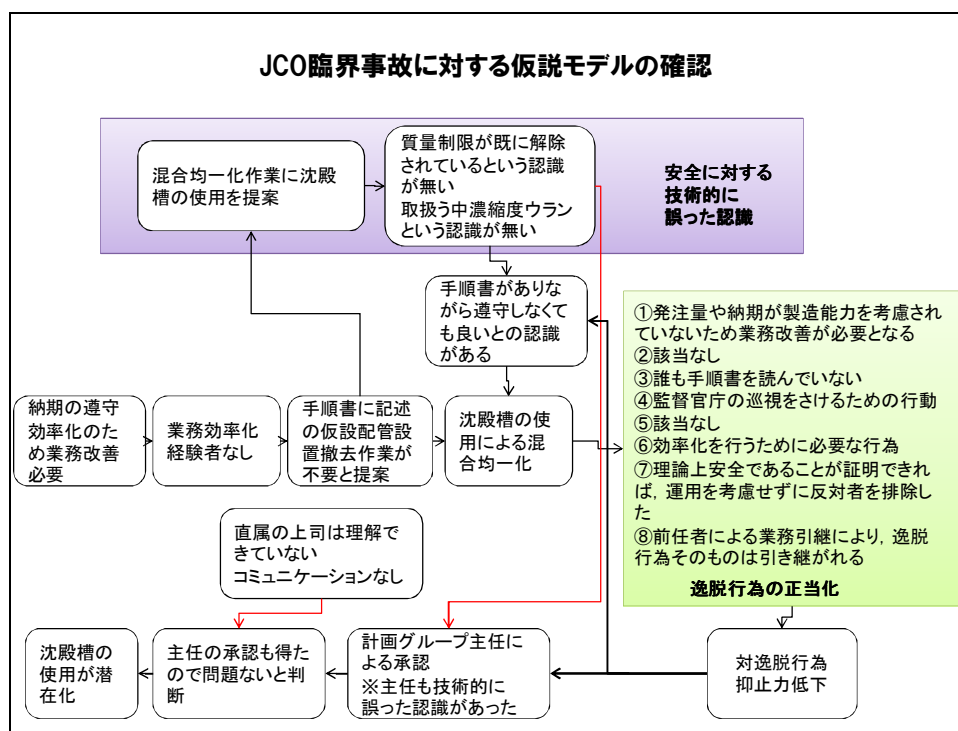 JCO臨界事故に対する仮説モデルの確認
混合均一化作業に沈殿
槽の使用を提案
質量制限が既に解除
されているという認識
が無い
取扱う中濃縮度ウラン
という認識が無い
安全に対する
技術的に
誤った認識
手順書がありな
がら遵守しなくて
も良いとの認識
がある
①発注量や納期が製造能力を考慮され
ていないため業務改善が必要となる
②該当なし
③誰も手順書を読んでいない
④監督官庁の巡視をさけるための行動
⑤該当なし
⑥効率化を行うために必要な行為
⑦理論上安全であることが証明できれ
ば，運用を考慮せずに反対者を排除し
た
⑧前任者による業務引継により，逸脱
行為そのものは引き継がれる
逸脱行為の正当化
納期の遵守
効率化のた
め業務改善
必要
業務効率化
経験者なし
手順書に記述
の仮設配管設
置撤去作業が
不要と提案
沈殿槽の使
用による混
合均一化
直属の上司は理解で
きていない
コミュニケーションなし
沈殿槽の
使用が潜
在化
主任の承認も得た
ので問題ないと判
断
計画グループ主任に
よる承認
※主任も技術的に
誤った認識があった
対逸脱行為
抑止力低下